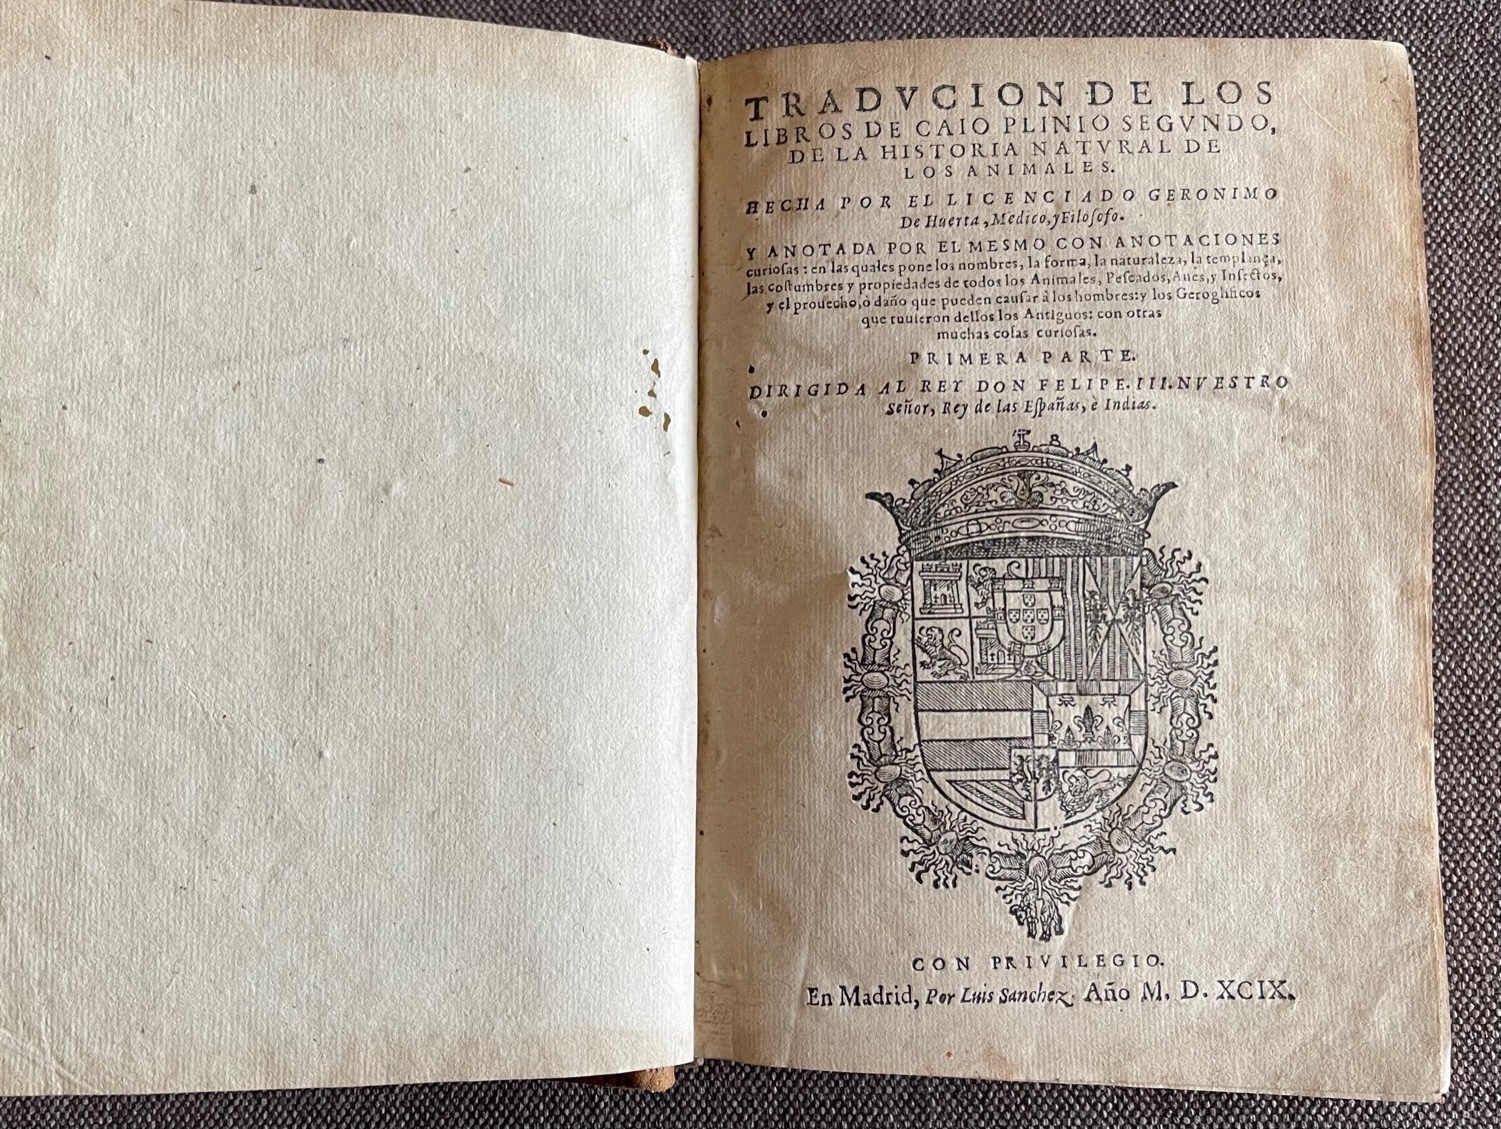 TRADVCION DE LOS
LIBROS DE CAIO PLINIO SEGVNDO,
DE LA HISTORIA NATVRAL DE
LOS ANIMALES.
HECHA POR EL LICENCIADO GERONIMO
De Huerta, Medico, y Filoſofo.
Y ANOTADA POR EL MESMO CON ANOTACIONES
curioſas: en las quales pone los nombres, la forma, la naturaleza, la templança,
las coſtumbres y propiedades de todos los Animales, Peſcados, Aues, y Inſectos,
y el prouecho, ò daño que pueden cauſar à los hombres: y los Geroglificos
que tuuieron dellos los Antiguos: con otras
muchas coſas curioſas.
PRIMERA PARTE.
DIRIGIDA AL REY DON FELIPE. III. NVESTRO
Señor, Rey de las Eſpañas, è Indias.
CON PRIVILEGIO.
En Madrid, Por Luis Sanchez. Año M. D. XCIX.